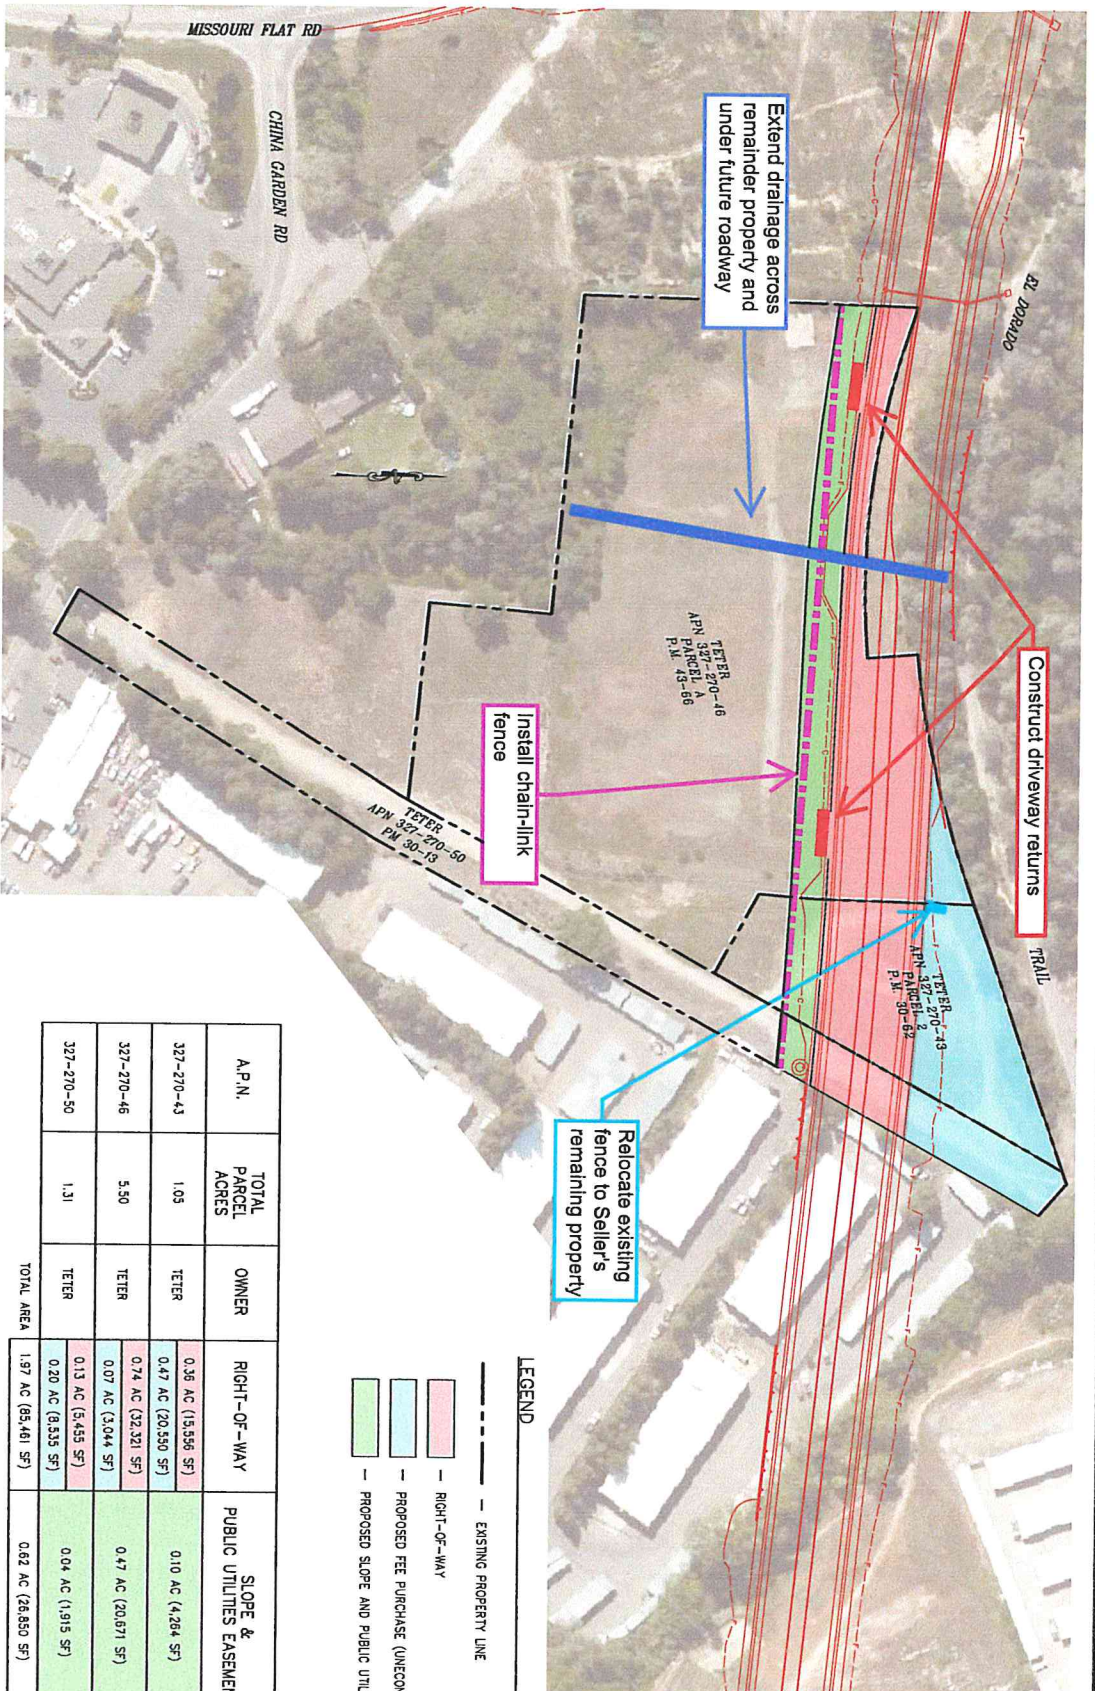 MISSOURI FLAT RD
CHINA GARDEN RD
EL DORADO
TRAIL
Extend drainage across
remainder property and
under future roadway
Construct driveway returns
TETER
APN 327-270-46
PARCEL A
P.M. 43-66
Install chain-link
fence
TETER
APN 327-270-50
PM 30-13
TETER
APN 327-270-43
PARCEL 2
P.M. 30-62
Relocate existing
fence to Seller's
remaining property
LEGEND
— EXISTING PROPERTY LINE
— RIGHT-OF-WAY
— PROPOSED FEE PURCHASE (UNECON
— PROPOSED SLOPE AND PUBLIC UTIL
A.P.N. TOTAL PARCEL ACRES OWNER RIGHT-OF-WAY SLOPE & PUBLIC UTILITIES EASEMEN
327-270-43 1.05 TETER 0.36 AC (15,556 SF) 0.10 AC (4,264 SF)
0.47 AC (20,550 SF)
327-270-46 5.50 TETER 0.74 AC (32,321 SF) 0.47 AC (20,671 SF)
0.07 AC (3,044 SF)
327-270-50 1.31 TETER 0.13 AC (5,455 SF) 0.04 AC (1,915 SF)
0.20 AC (8,535 SF)
TOTAL AREA 1.97 AC (85,461 SF) 0.62 AC (26,850 SF)